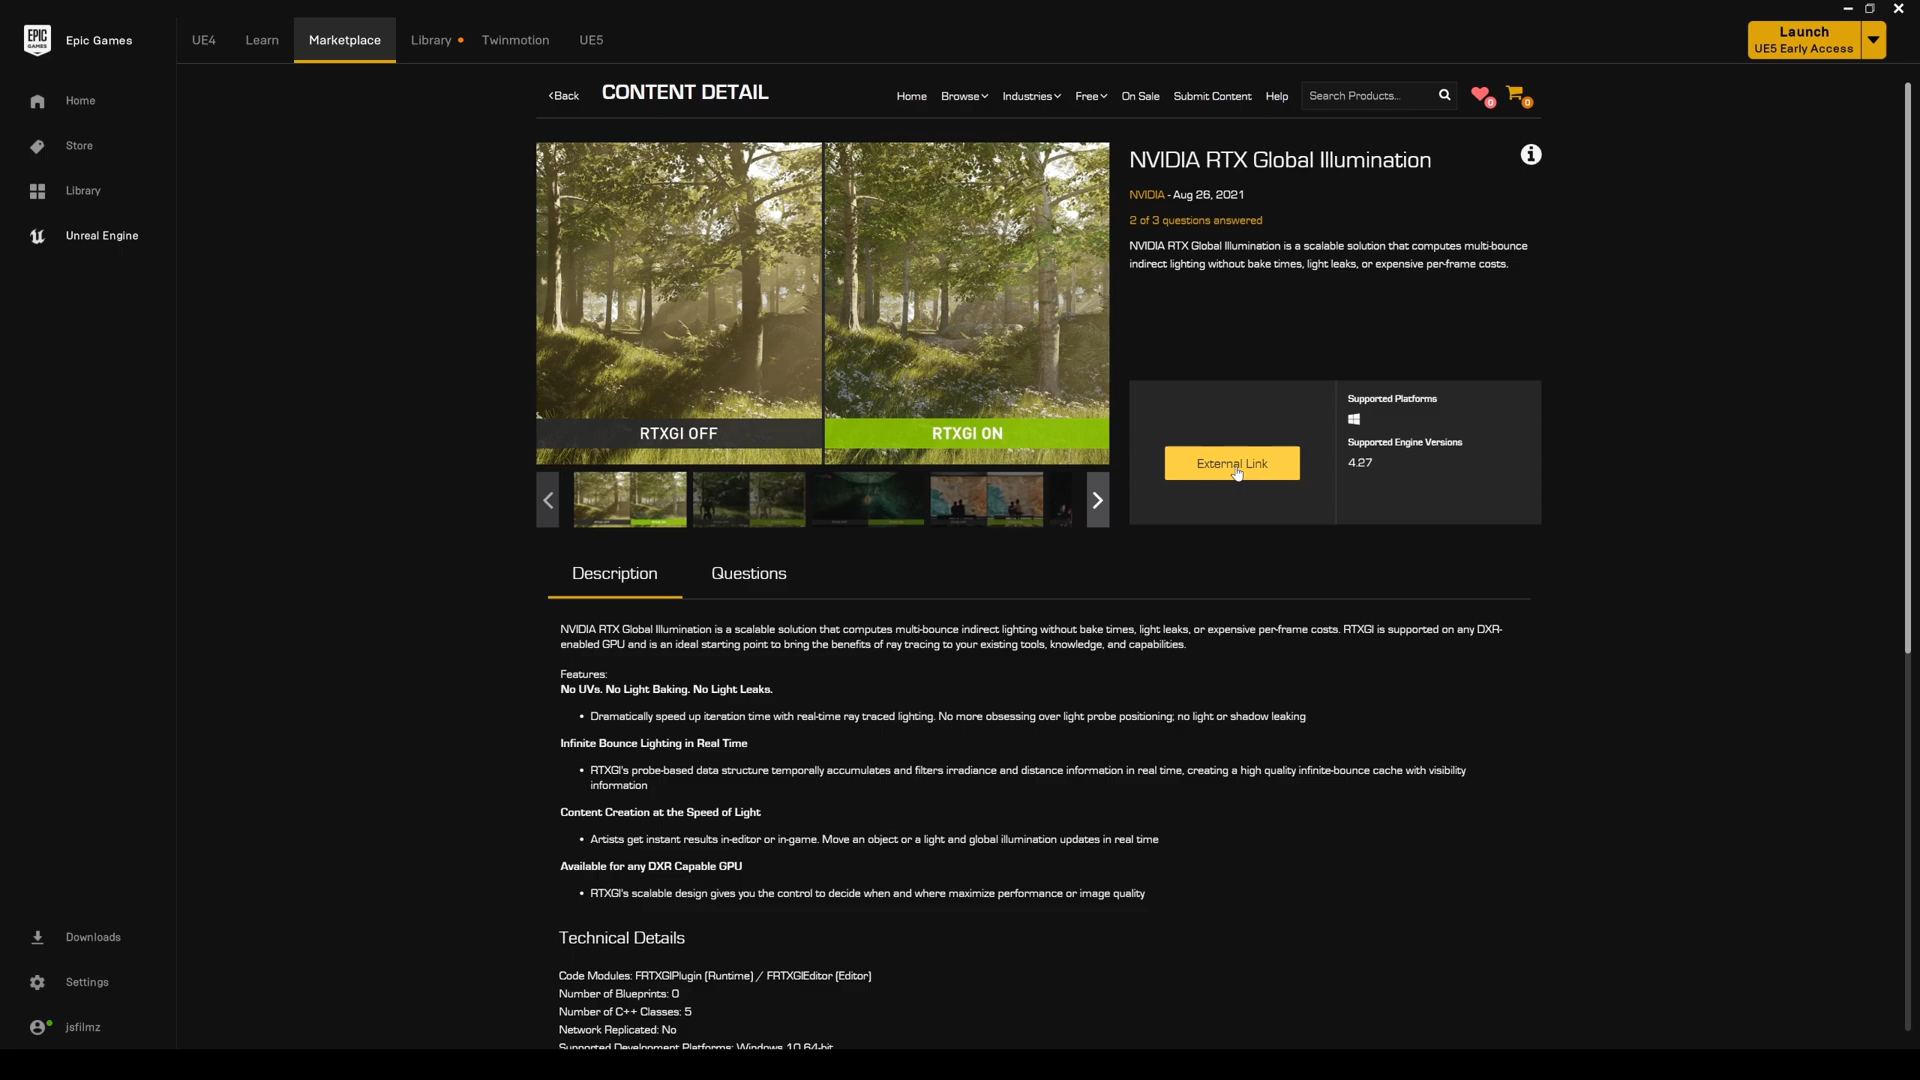 EPIC GAMES
Epic Games
UE4
Learn
Marketplace
Library
Twinmotion
UE5
Launch
UE5 Early Access
Home
Store
Library
Unreal Engine
Downloads
Settings
jsfilmz
<Back
CONTENT DETAIL
Home
Browse
Industries
Free
On Sale
Submit Content
Help
Search Products...
0
0
RTXGI OFF
RTXGI ON
NVIDIA RTX Global Illumination
NVIDIA - Aug 26, 2021
2 of 3 questions answered
NVIDIA RTX Global Illumination is a scalable solution that computes multi-bounce
indirect lighting without bake times, light leaks, or expensive per-frame costs.
External Link
Supported Platforms
Supported Engine Versions
4.27
Description
Questions
NVIDIA RTX Global Illumination is a scalable solution that computes multi-bounce indirect lighting without bake times, light leaks, or expensive per-frame costs. RTXGI is supported on any DXR-
enabled GPU and is an ideal starting point to bring the benefits of ray tracing to your existing tools, knowledge, and capabilities.
Features:
No UVs. No Light Baking. No Light Leaks.
• Dramatically speed up iteration time with real-time ray traced lighting. No more obsessing over light probe positioning; no light or shadow leaking
Infinite Bounce Lighting in Real Time
• RTXGI's probe-based data structure temporally accumulates and filters irradiance and distance information in real time, creating a high quality infinite-bounce cache with visibility
information
Content Creation at the Speed of Light
• Artists get instant results in-editor or in-game. Move an object or a light and global illumination updates in real time
Available for any DXR Capable GPU
• RTXGI's scalable design gives you the control to decide when and where maximize performance or image quality
Technical Details
Code Modules: FRTXGIPlugin (Runtime) / FRTXGIEditor (Editor)
Number of Blueprints: 0
Number of C++ Classes: 5
Network Replicated: No
Supported Development Platforms: Windows 10 64-bit